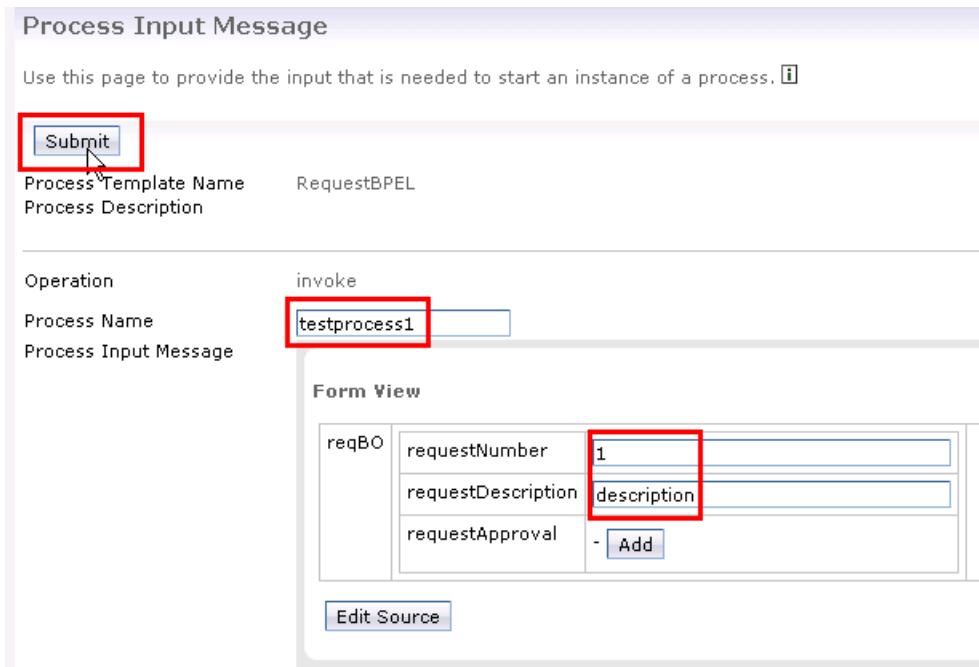 Process Input Message
Use this page to provide the input that is needed to start an instance of a process. i
Submit
Process Template Name RequestBPEL
Process Description
Operation invoke
Process Name testprocess1
Process Input Message
Form View
reqBO requestNumber 1
requestDescription description
requestApproval - Add
Edit Source